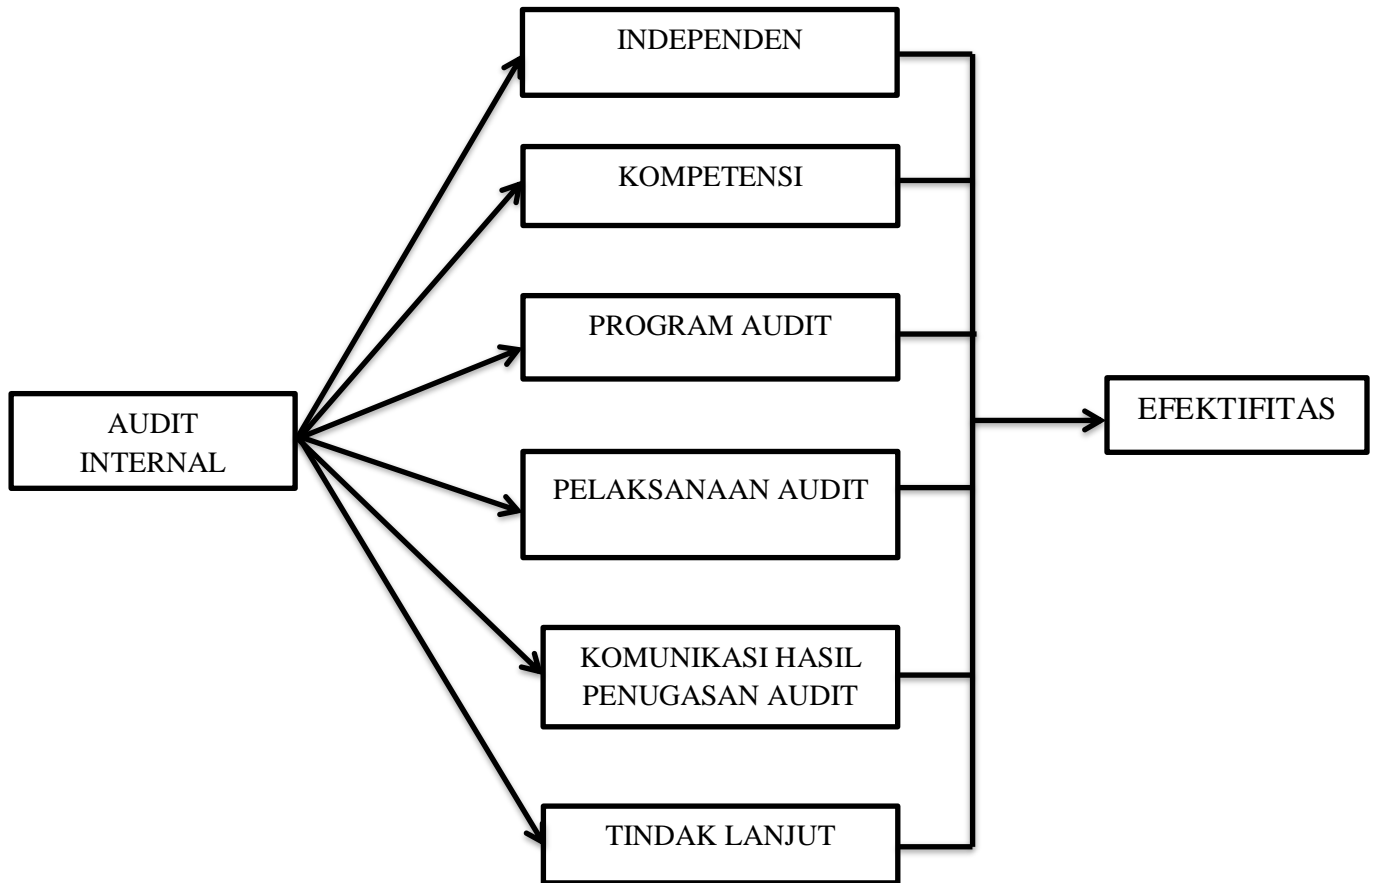 INDEPENDEN
KOMPETENSI
PROGRAM AUDIT
AUDIT
INTERNAL
EFEKTIFITAS
PELAKSANAAN AUDIT
KOMUNIKASI HASIL
PENUGASAN AUDIT
TINDAK LANJUT